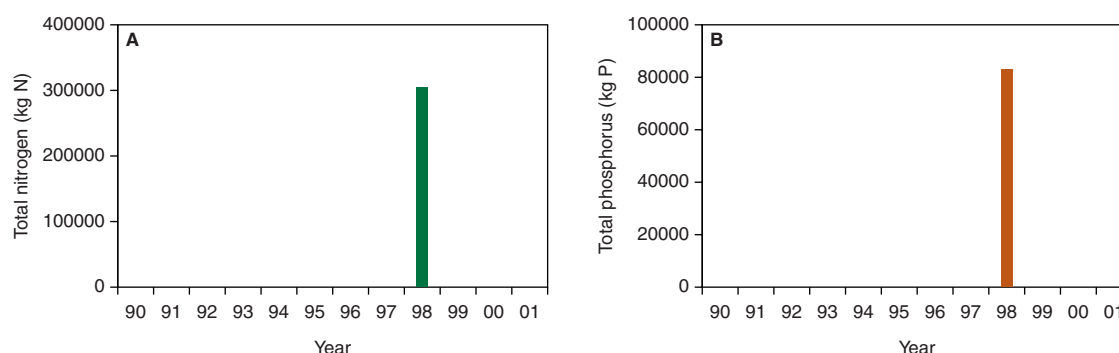 A
Total nitrogen (kg N)
400000
300000
200000
100000
0
90 91 92 93 94 95 96 97 98 99 00 01
Year
B
Total phosphorus (kg P)
100000
80000
60000
40000
20000
0
90 91 92 93 94 95 96 97 98 99 00 01
Year